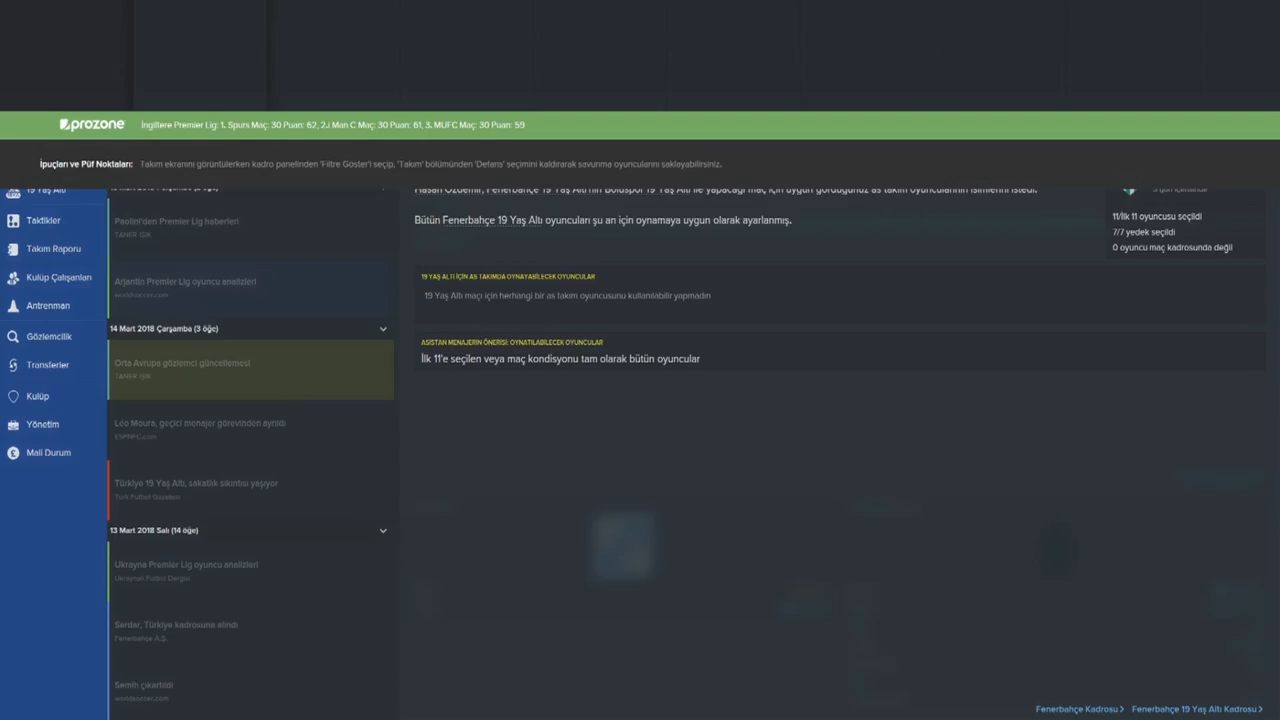 prozone
İngiltere Premier Lig: 1. Spurs Maç: 30 Puan: 62, 2.i Man C Maç: 30 Puan: 61, 3. MUFC Maç: 30 Puan: 59
İpuçları ve Püf Noktaları: Takım ekranını görüntülerken kadro panelinden 'Filtre Göster'i seçip, 'Takım' bölümünden 'Defans' seçimini kaldırarak savunma oyuncularını saklayabilirsiniz.
19 Yaş Altı
Taktikler
Takım Raporu
Kulüp Çalışanları
Antrenman
Gözlemcilik
Transferler
Kulüp
Yönetim
Mali Durum
Paolini'den Premier Lig haberleri
TANER IŞIK
Arjantin Premier Lig oyuncu analizleri
worldsoccer.com
14 Mart 2018 Çarşamba (3 öğe)
Orta Avrupa gözlemci güncellemesi
TANER IŞIK
Léo Moura, geçici menajer görevinden ayrıldı
ESPNFC.com
Türkiye 19 Yaş Altı, sakatlık sıkıntısı yaşıyor
Türk Futbol Gazetesi
13 Mart 2018 Salı (14 öğe)
Ukrayna Premier Lig oyuncu analizleri
Ukraynalı Futbol Dergisi
Serdar, Türkiye kadrosuna alındı
Fenerbahçe A.Ş.
Semih çıkartıldı
worldsoccer.com
Hasan Özdemir, Fenerbahçe 19 Yaş Altı'nın Boluspor 19 Yaş Altı ile yapacağı maç için uygun gördüğünüz as takım oyuncularının isimlerini istedi.
Bütün Fenerbahçe 19 Yaş Altı oyuncuları şu an için oynamaya uygun olarak ayarlanmış.
19 YAŞ ALTI İÇİN AS TAKIMDA OYNAYABİLECEK OYUNCULAR
19 Yaş Altı maçı için herhangi bir as takım oyuncusunu kullanılabilir yapmadın
ASİSTAN MENAJERİN ÖNERİSİ: OYNATILABİLECEK OYUNCULAR
İlk 11'e seçilen veya maç kondisyonu tam olarak bütün oyuncular
11/İlk 11 oyuncusu seçildi
7/7 yedek seçildi
0 oyuncu maç kadrosunda değil
Fenerbahçe Kadrosu
Fenerbahçe 19 Yaş Altı Kadrosu